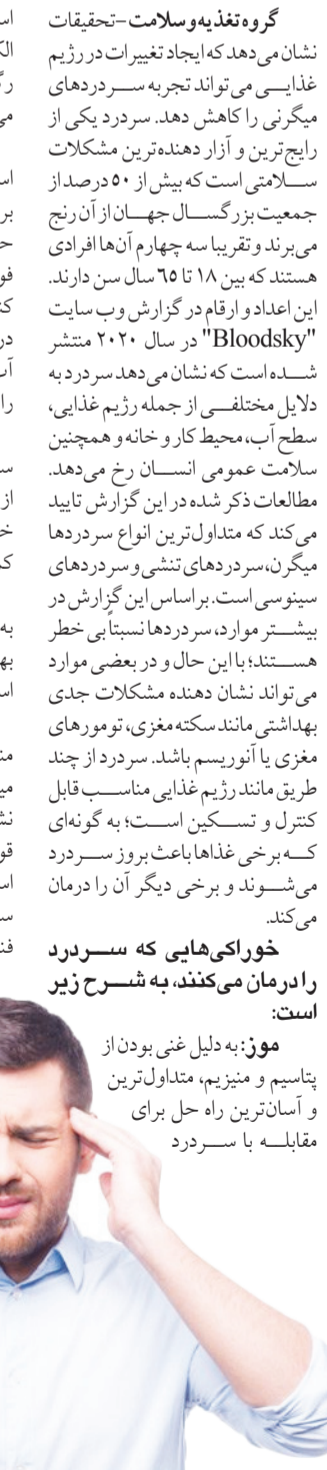 گروه تغذیه و سلامت- تحقیقات
نشان می‌دهد که ایجاد تغییرات در رژیم
غذایی می‌تواند تجربه سردردهای
میگرنی را کاهش دهد. سردرد یکی از
رایج‌ترین و آزار دهنده‌ترین مشکلات
سلامتی است که بیش از ۵۰ درصد از
جمعیت بزرگسال جهان از آن رنج
می‌برند و تقریبا سه چهارم آن‌ها افرادی
هستند که بین ۱۸ تا ۶۵ سال سن دارند.
این اعداد و ارقام در گزارش وب سایت
"Bloodsky" در سال ۲۰۲۰ منتشر
شده است که نشان می‌دهد سردرد به
دلایل مختلفی از جمله رژیم غذایی،
سطح آب، محیط کار و خانه و همچنین
سلامت عمومی انسان رخ می‌دهد.
مطالعات ذکر شده در این گزارش تایید
می‌کند که متداول‌ترین انواع سردردها
میگرن، سردردهای تنشی و سردردهای
سینوسی است. بر اساس این گزارش در
بیشتر موارد، سردردها نسبتاً بی خطر
هستند؛ با این حال و در بعضی موارد
می‌تواند نشان دهنده مشکلات جدی
بهداشتی مانند سکته مغزی، تومورهای
مغزی یا آنوریسم باشد. سردرد از چند
طریق مانند رژیم غذایی مناسب قابل
کنترل و تسکین است؛ به گونه‌ای
که برخی غذاها باعث بروز سردرد
می‌شوند و برخی دیگر آن را درمان
می‌کند.
خوراکی‌هایی که سردرد
را درمان می‌کنند، به شرح زیر
است:
موز: به دلیل غنی بودن از
پتاسیم و منیزیم، متداول‌ترین
و آسان‌ترین راه حل برای
مقابله با سردرد